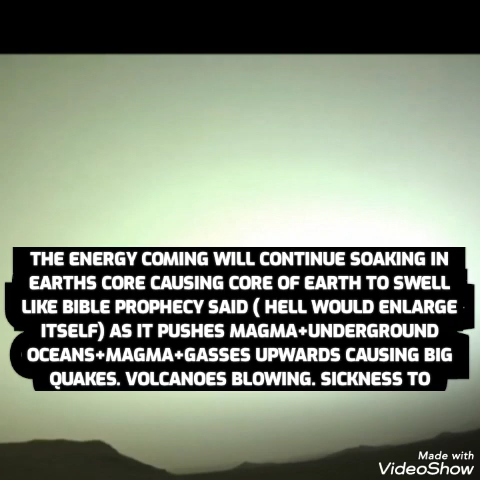 THE ENERGY COMING WILL CONTINUE SOAKING IN
EARTHS CORE CAUSING CORE OF EARTH TO SWELL
LIKE BIBLE PROPHECY SAID ( HELL WOULD ENLARGE
ITSELF) AS IT PUSHES MAGMA+UNDERGROUND
OCEANS+MAGMA+GASSES UPWARDS CAUSING BIG
QUAKES. VOLCANOES BLOWING. SICKNESS TO
Made with
VideoShow